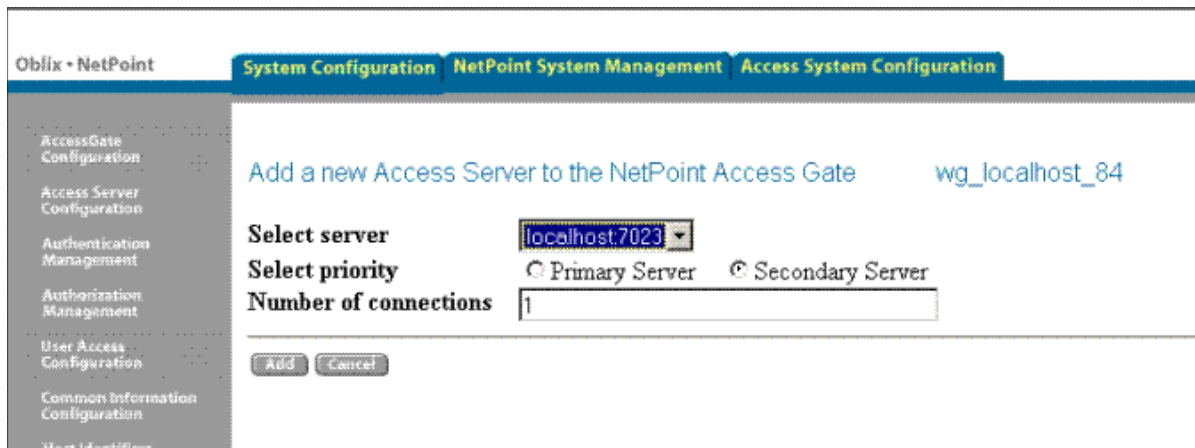 Oblix • NetPoint
System Configuration
NetPoint System Management
Access System Configuration
AccessGate
Configuration
Access Server
Configuration
Authentication
Management
Authorization
Management
User Access
Configuration
Common Information
Configuration
Host Identifiers
Add a new Access Server to the NetPoint Access Gate wg_localhost_84
Select server localhost:7023
Select priority Primary Server Secondary Server
Number of connections 1
Add Cancel